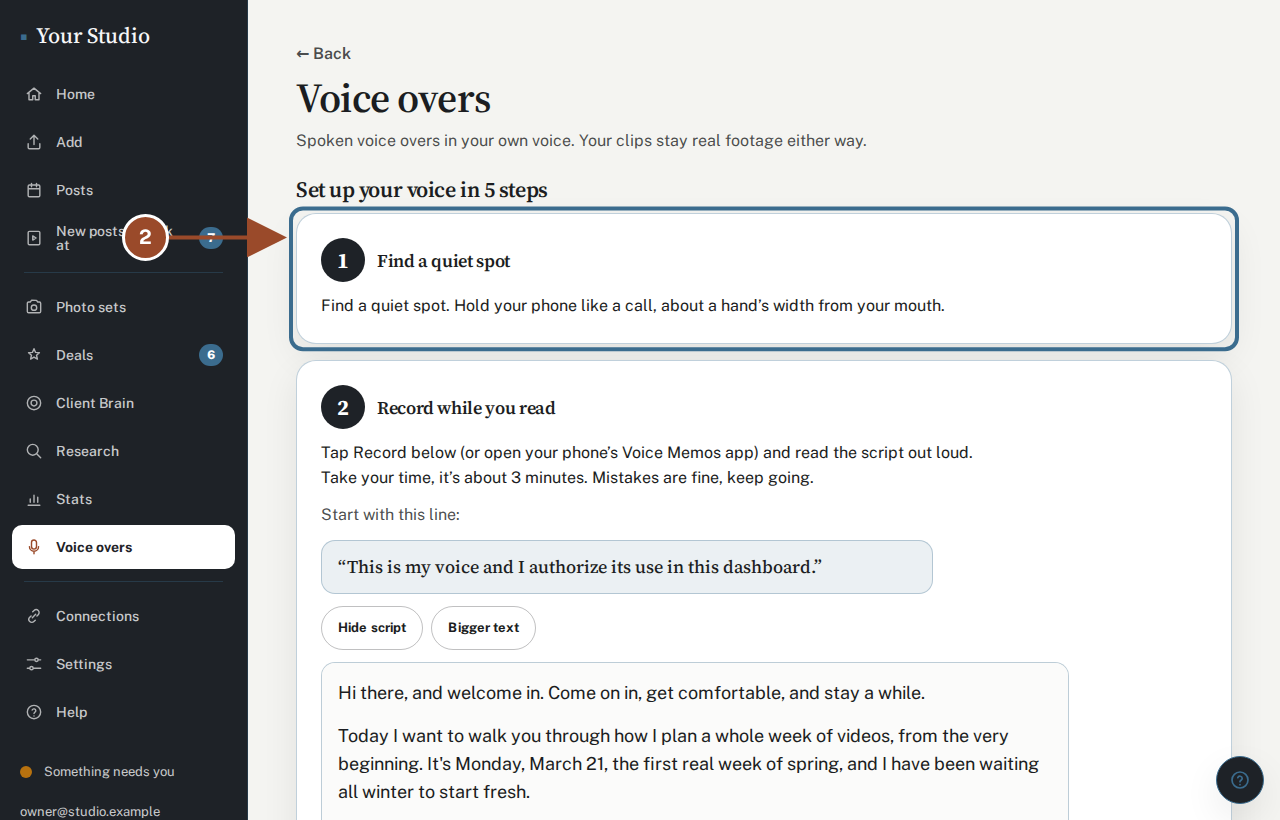 Your Studio
Home
Add
Posts
New posts
at
7
2
Photo sets
Deals
6
Client Brain
Research
Stats
Voice overs
Connections
Settings
Help
Something needs you
owner@studio.example
← Back
Voice overs
Spoken voice overs in your own voice. Your clips stay real footage either way.
Set up your voice in 5 steps
1 Find a quiet spot
Find a quiet spot. Hold your phone like a call, about a hand’s width from your mouth.
2 Record while you read
Tap Record below (or open your phone’s Voice Memos app) and read the script out loud.
Take your time, it’s about 3 minutes. Mistakes are fine, keep going.
Start with this line:
“This is my voice and I authorize its use in this dashboard.”
Hide script
Bigger text
Hi there, and welcome in. Come on in, get comfortable, and stay a while.
Today I want to walk you through how I plan a whole week of videos, from the very
beginning. It's Monday, March 21, the first real week of spring, and I have been waiting
all winter to start fresh.